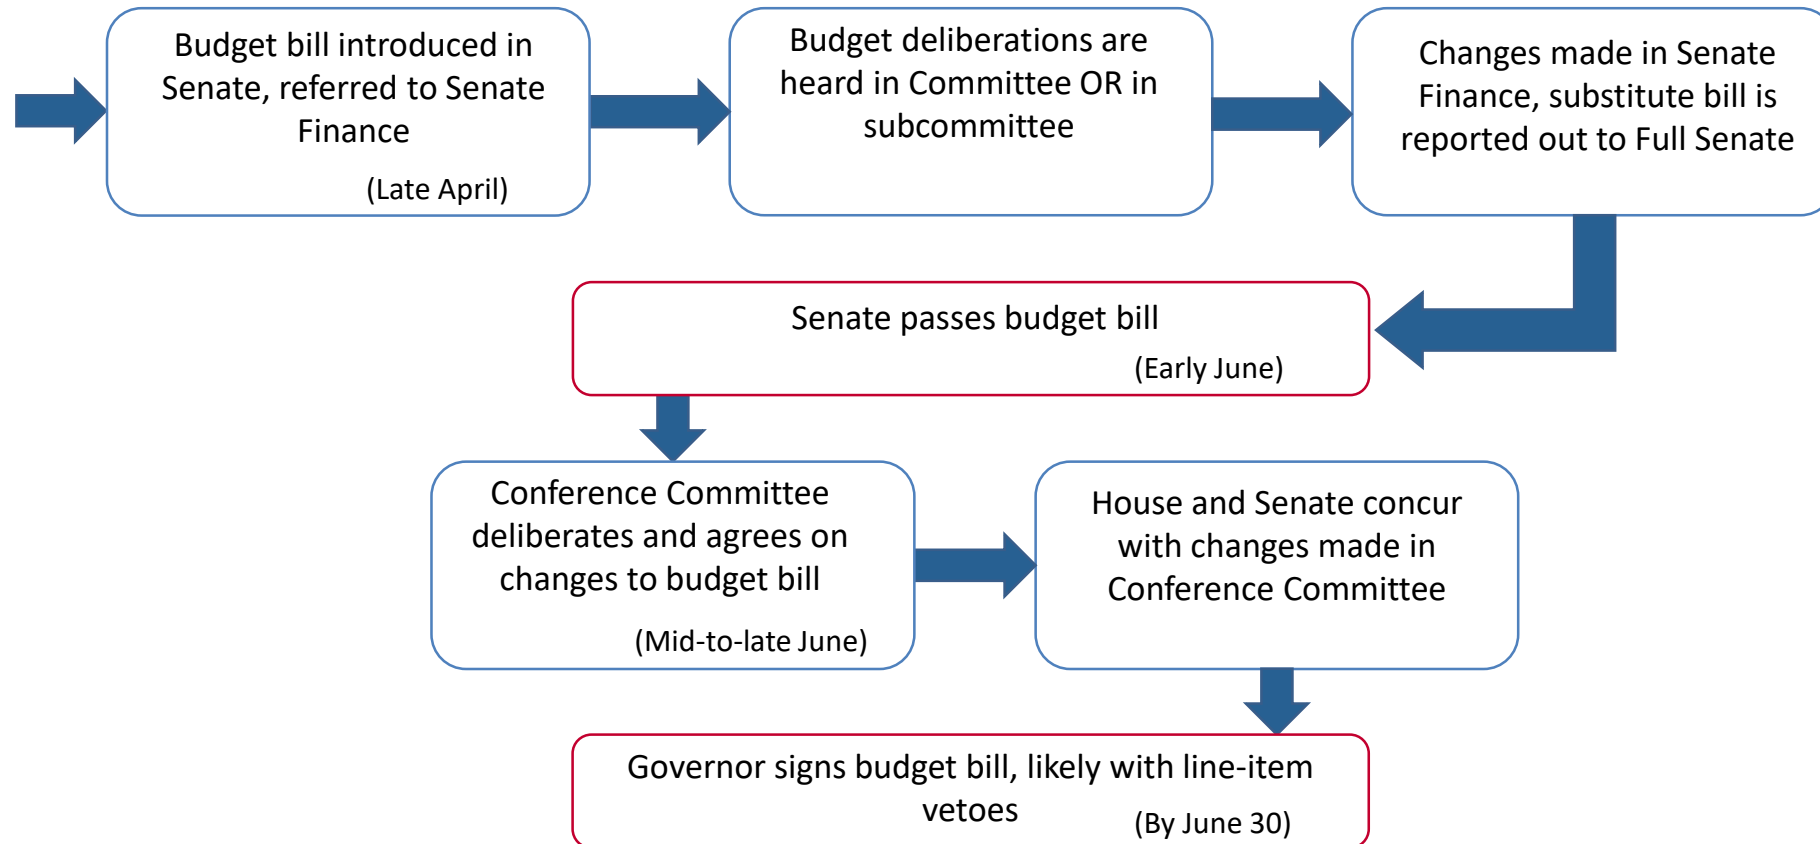 Budget bill introduced in
Senate, referred to Senate
Finance
(Late April)
Budget deliberations are
heard in Committee OR in
subcommittee
Changes made in Senate
Finance, substitute bill is
reported out to Full Senate
Senate passes budget bill
(Early June)
Conference Committee
deliberates and agrees on
changes to budget bill
(Mid-to-late June)
House and Senate concur
with changes made in
Conference Committee
Governor signs budget bill, likely with line-item
vetoes
(By June 30)